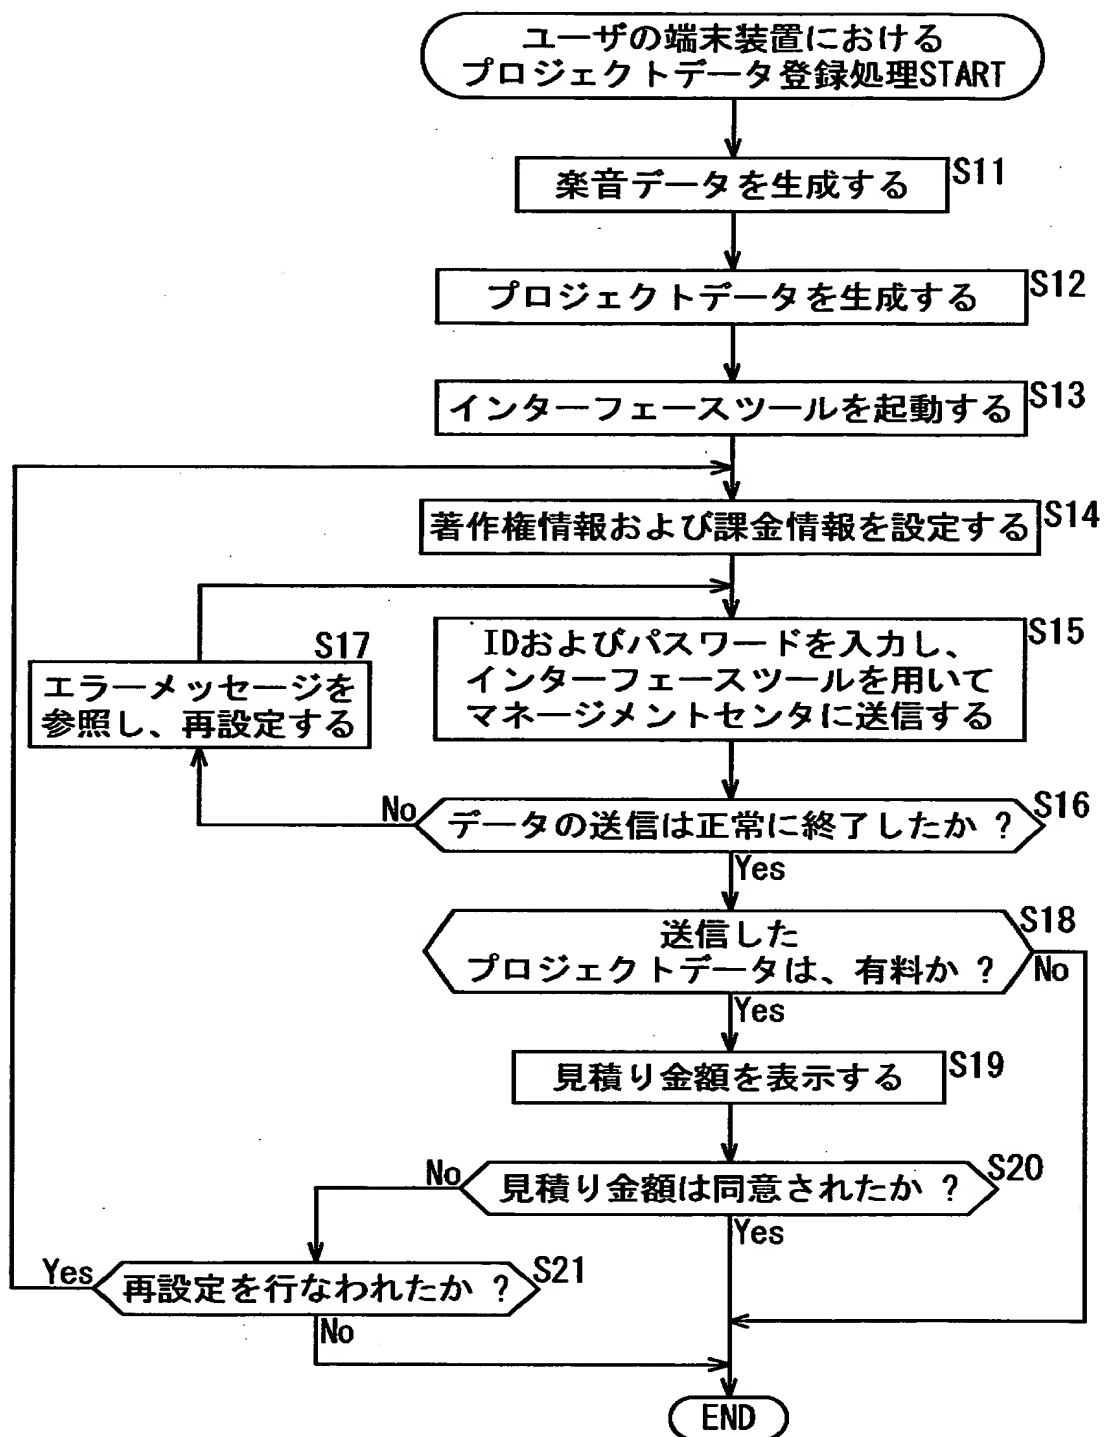 ユーザの端末装置における
プロジェクトデータ登録処理START
楽音データを生成する
S11
プロジェクトデータを生成する
S12
インターフェースツールを起動する
S13
著作権情報および課金情報を設定する
S14
IDおよびパスワードを入力し、
インターフェースツールを用いて
マネージメントセンタに送信する
S15
S17
エラーメッセージを
参照し、再設定する
No
データの送信は正常に終了したか ?
S16
Yes
送信した
プロジェクトデータは、有料か ?
S18
No
Yes
見積り金額を表示する
S19
No
見積り金額は同意されたか ?
S20
Yes
Yes
再設定を行なわれたか ?
S21
No
END